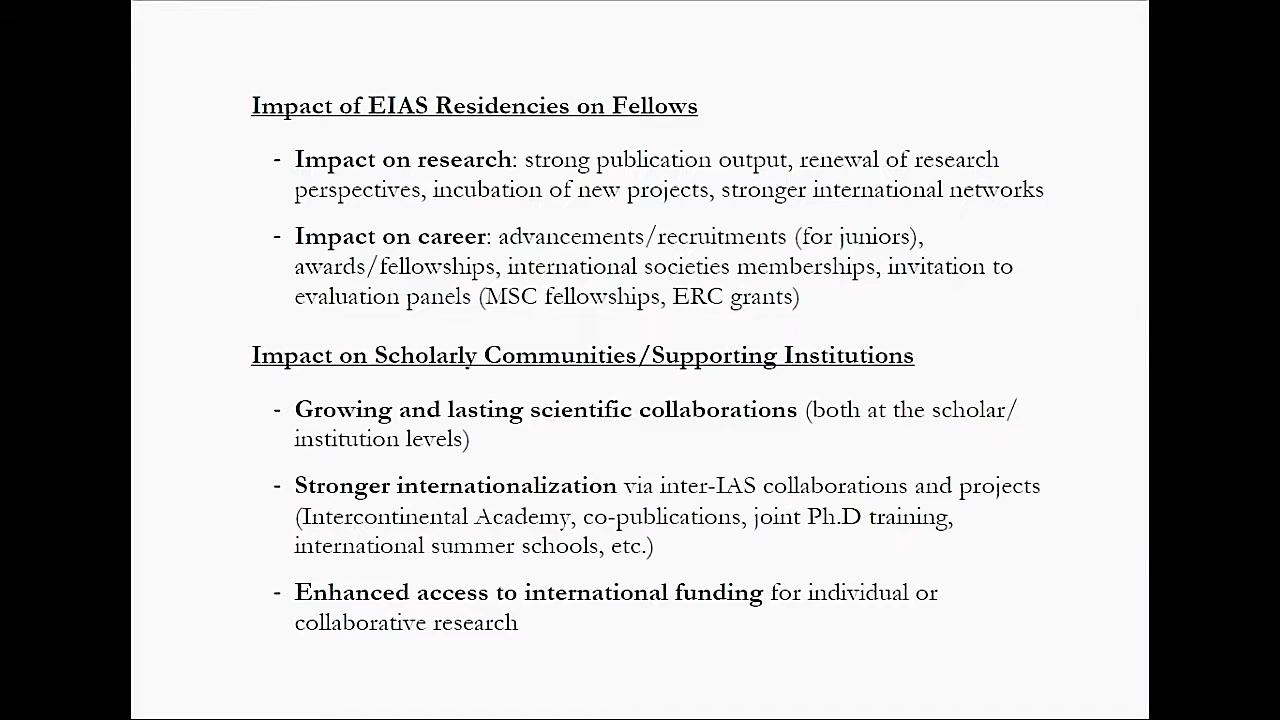 Impact of EIAS Residencies on Fellows
- Impact on research: strong publication output, renewal of research
perspectives, incubation of new projects, stronger international networks
- Impact on career: advancements/recruitments (for juniors),
awards/fellowships, international societies memberships, invitation to
evaluation panels (MSC fellowships, ERC grants)
Impact on Scholarly Communities/Supporting Institutions
- Growing and lasting scientific collaborations (both at the scholar/
institution levels)
- Stronger internationalization via inter-IAS collaborations and projects
(Intercontinental Academy, co-publications, joint Ph.D training,
international summer schools, etc.)
- Enhanced access to international funding for individual or
collaborative research